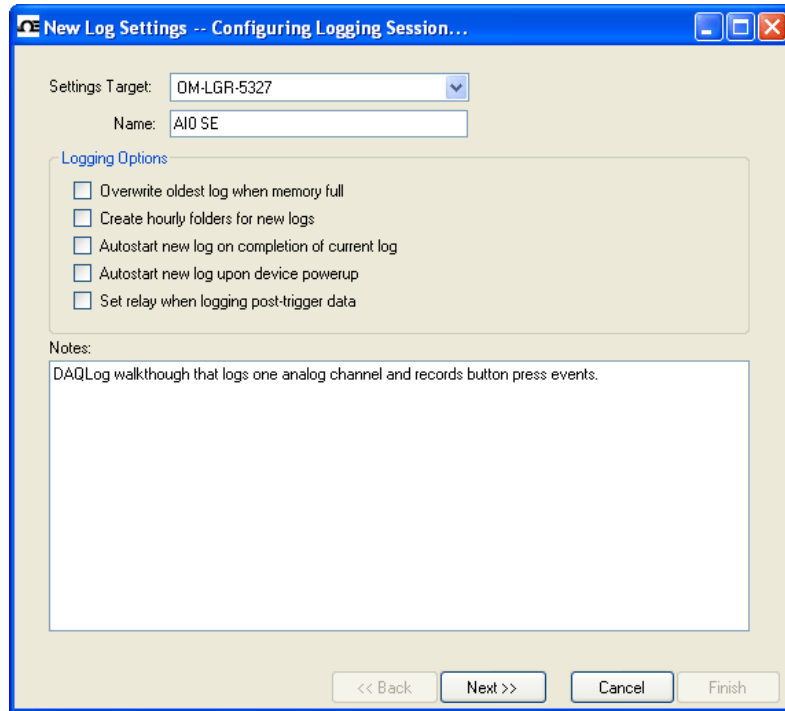 New Log Settings -- Configuring Logging Session...
Settings Target: OM-LGR-5327
Name: AI0 SE
Logging Options
Overwrite oldest log when memory full
Create hourly folders for new logs
Autostart new log on completion of current log
Autostart new log upon device powerup
Set relay when logging post-trigger data
Notes:
DAQLog walkthough that logs one analog channel and records button press events.
<< Back Next >> Cancel Finish